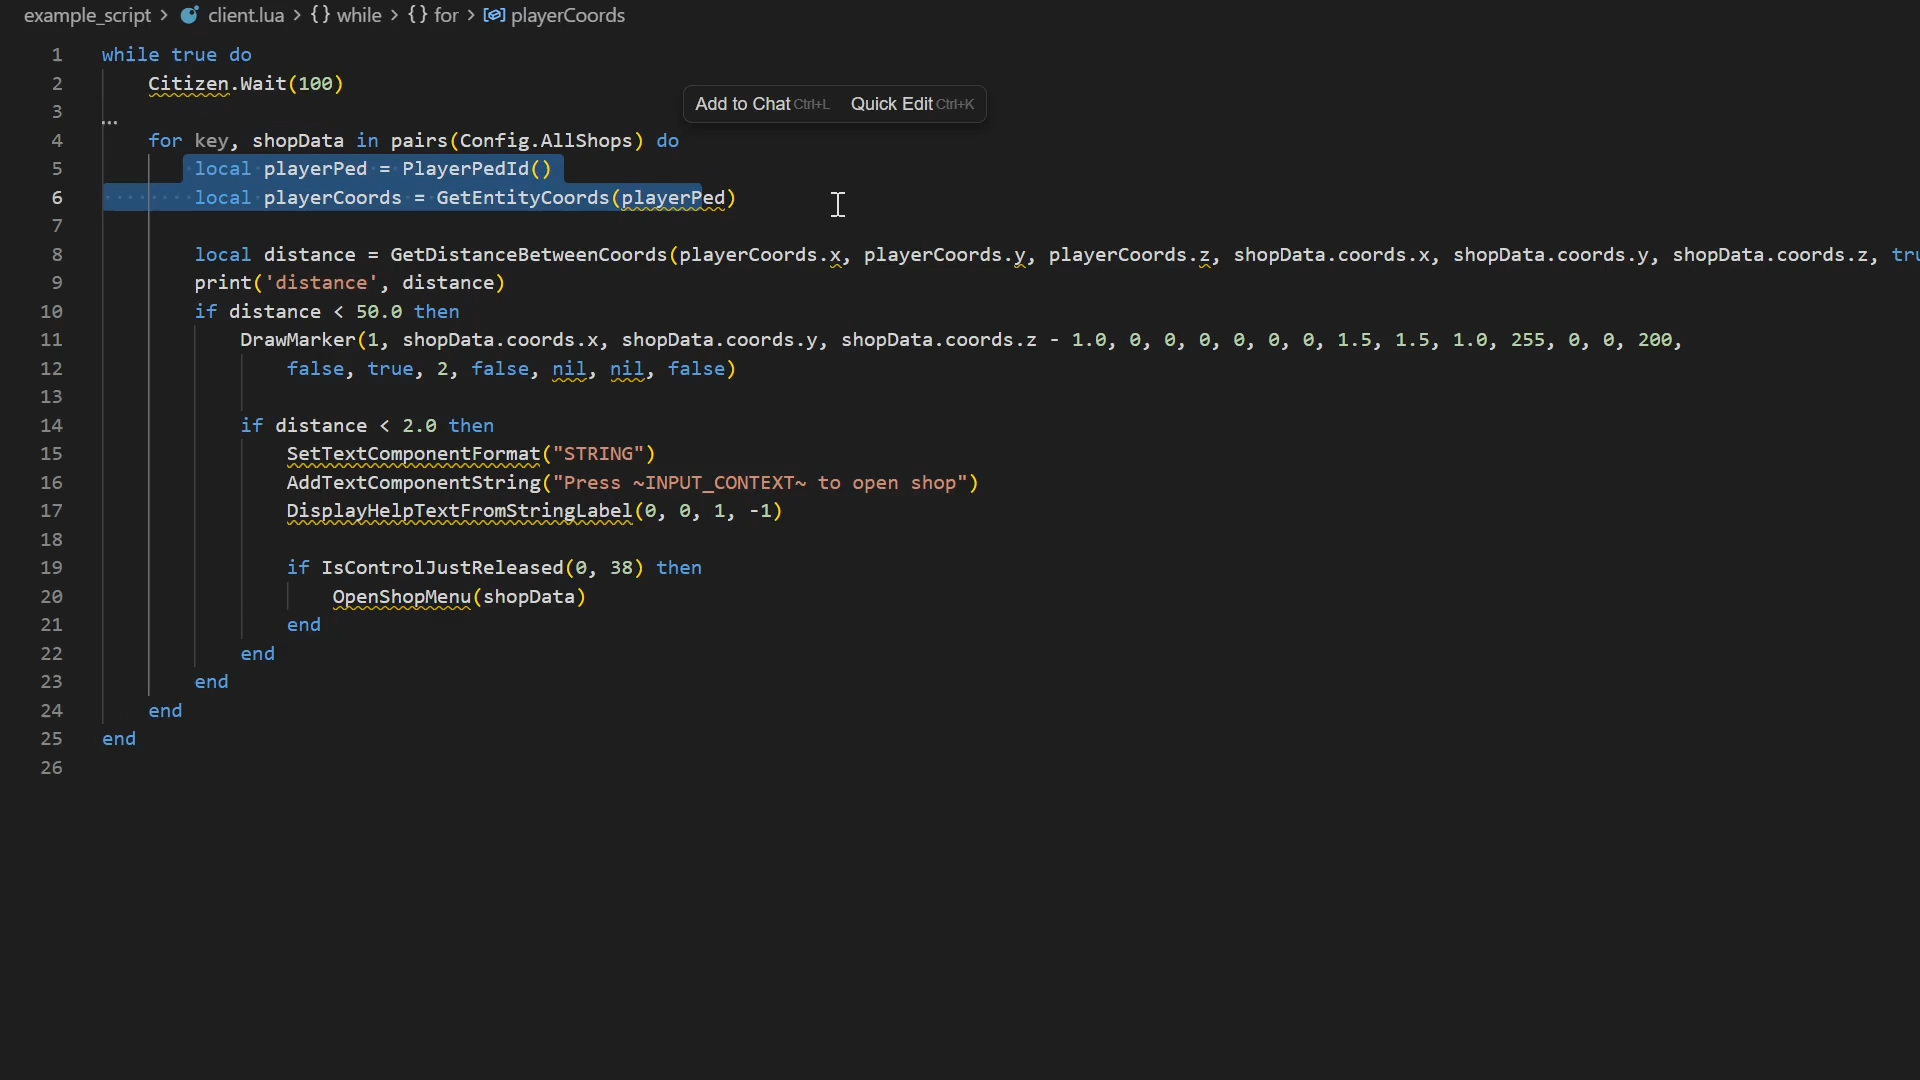 example_script > client.lua > {} while > {} for > playerCoords
1 while true do
2 Citizen.Wait(100)
Add to Chat Ctrl+L Quick Edit Ctrl+K
3
4 for key, shopData in pairs(Config.AllShops) do
5 local playerPed = PlayerPedId()
6 local playerCoords = GetEntityCoords(playerPed)
7
8 local distance = GetDistanceBetweenCoords(playerCoords.x, playerCoords.y, playerCoords.z, shopData.coords.x, shopData.coords.y, shopData.coords.z, tru
9 print('distance', distance)
10 if distance < 50.0 then
11 DrawMarker(1, shopData.coords.x, shopData.coords.y, shopData.coords.z - 1.0, 0, 0, 0, 0, 0, 0, 1.5, 1.5, 1.0, 255, 0, 0, 200,
12 false, true, 2, false, nil, nil, false)
13
14 if distance < 2.0 then
15 SetTextComponentFormat("STRING")
16 AddTextComponentString("Press ~INPUT_CONTEXT~ to open shop")
17 DisplayHelpTextFromStringLabel(0, 0, 1, -1)
18
19 if IsControlJustReleased(0, 38) then
20 OpenShopMenu(shopData)
21 end
22 end
23 end
24 end
25 end
26